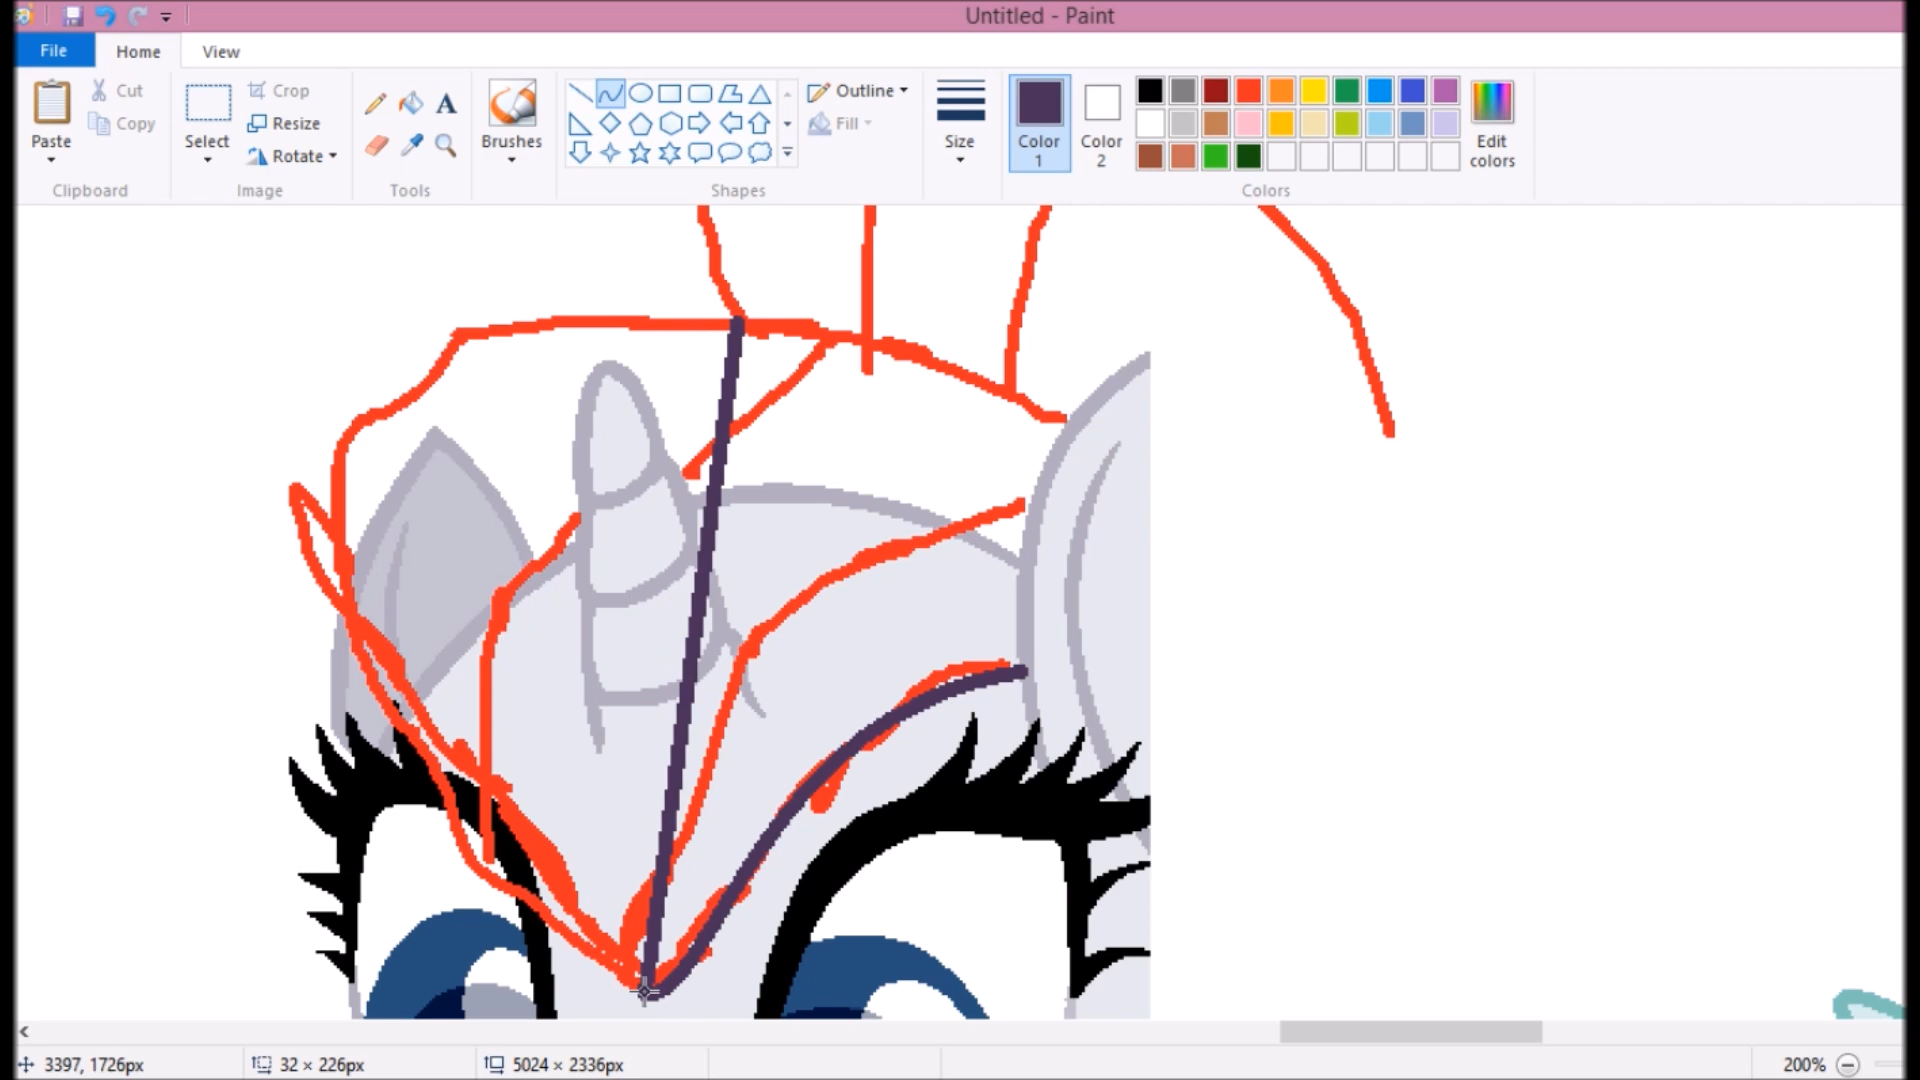 Untitled - Paint
File Home View
Paste Cut Copy Clipboard
Select Crop Resize Rotate Image
Tools
Brushes
Outline Fill Shapes
Size
Color 1 Color 2 Edit colors
Colors
3397, 1726px 32 × 226px 5024 × 2336px 200%